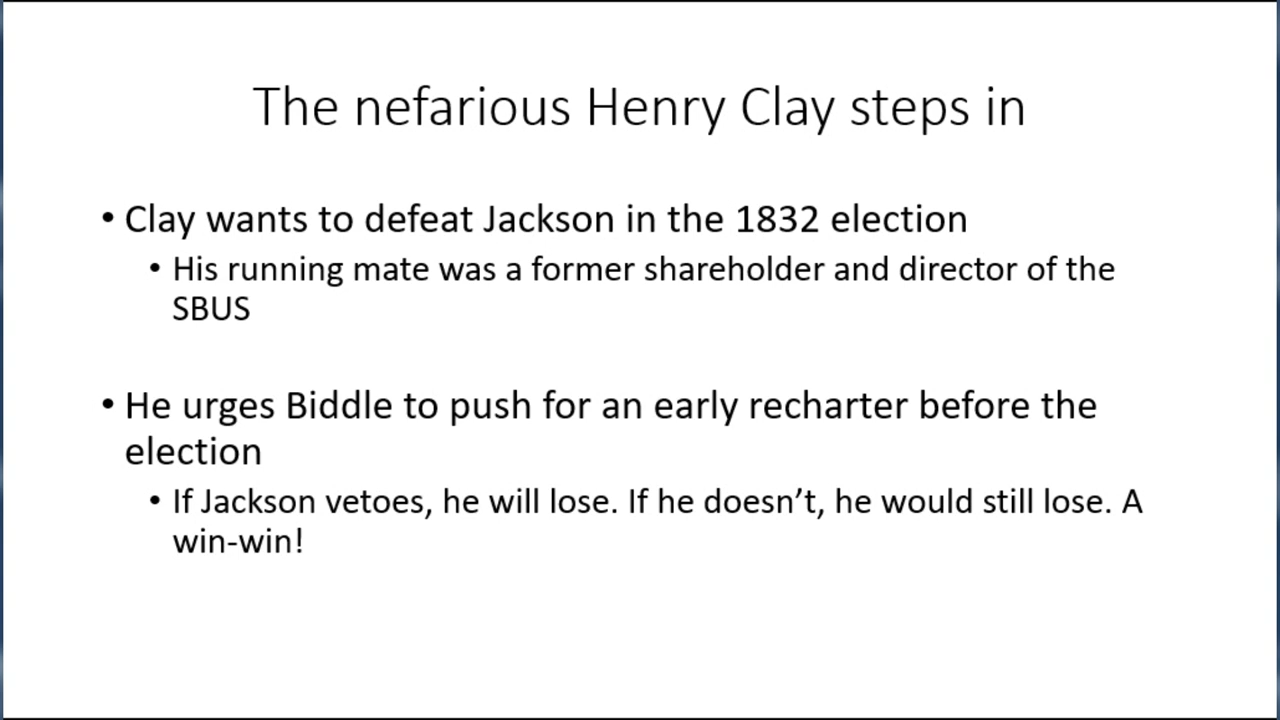 The nefarious Henry Clay steps in
• Clay wants to defeat Jackson in the 1832 election
• His running mate was a former shareholder and director of the
SBUS
• He urges Biddle to push for an early recharter before the
election
• If Jackson vetoes, he will lose. If he doesn’t, he would still lose. A
win-win!